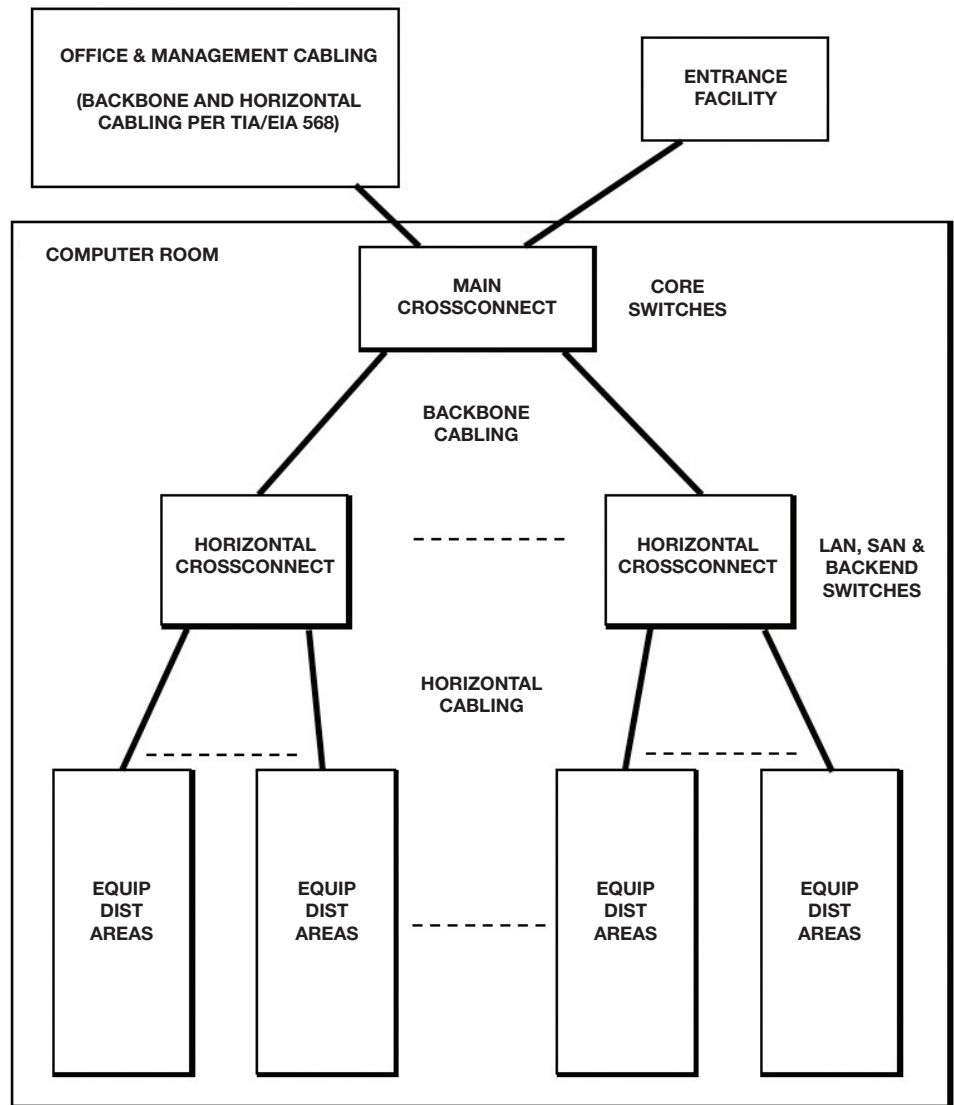 OFFICE & MANAGEMENT CABLING
(BACKBONE AND HORIZONTAL
CABLING PER TIA/EIA 568)
ENTRANCE
FACILITY
COMPUTER ROOM
MAIN
CROSSCONNECT
CORE
SWITCHES
BACKBONE
CABLING
HORIZONTAL
CROSSCONNECT
HORIZONTAL
CROSSCONNECT
LAN, SAN &
BACKEND
SWITCHES
HORIZONTAL
CABLING
EQUIP
DIST
AREAS
EQUIP
DIST
AREAS
EQUIP
DIST
AREAS
EQUIP
DIST
AREAS